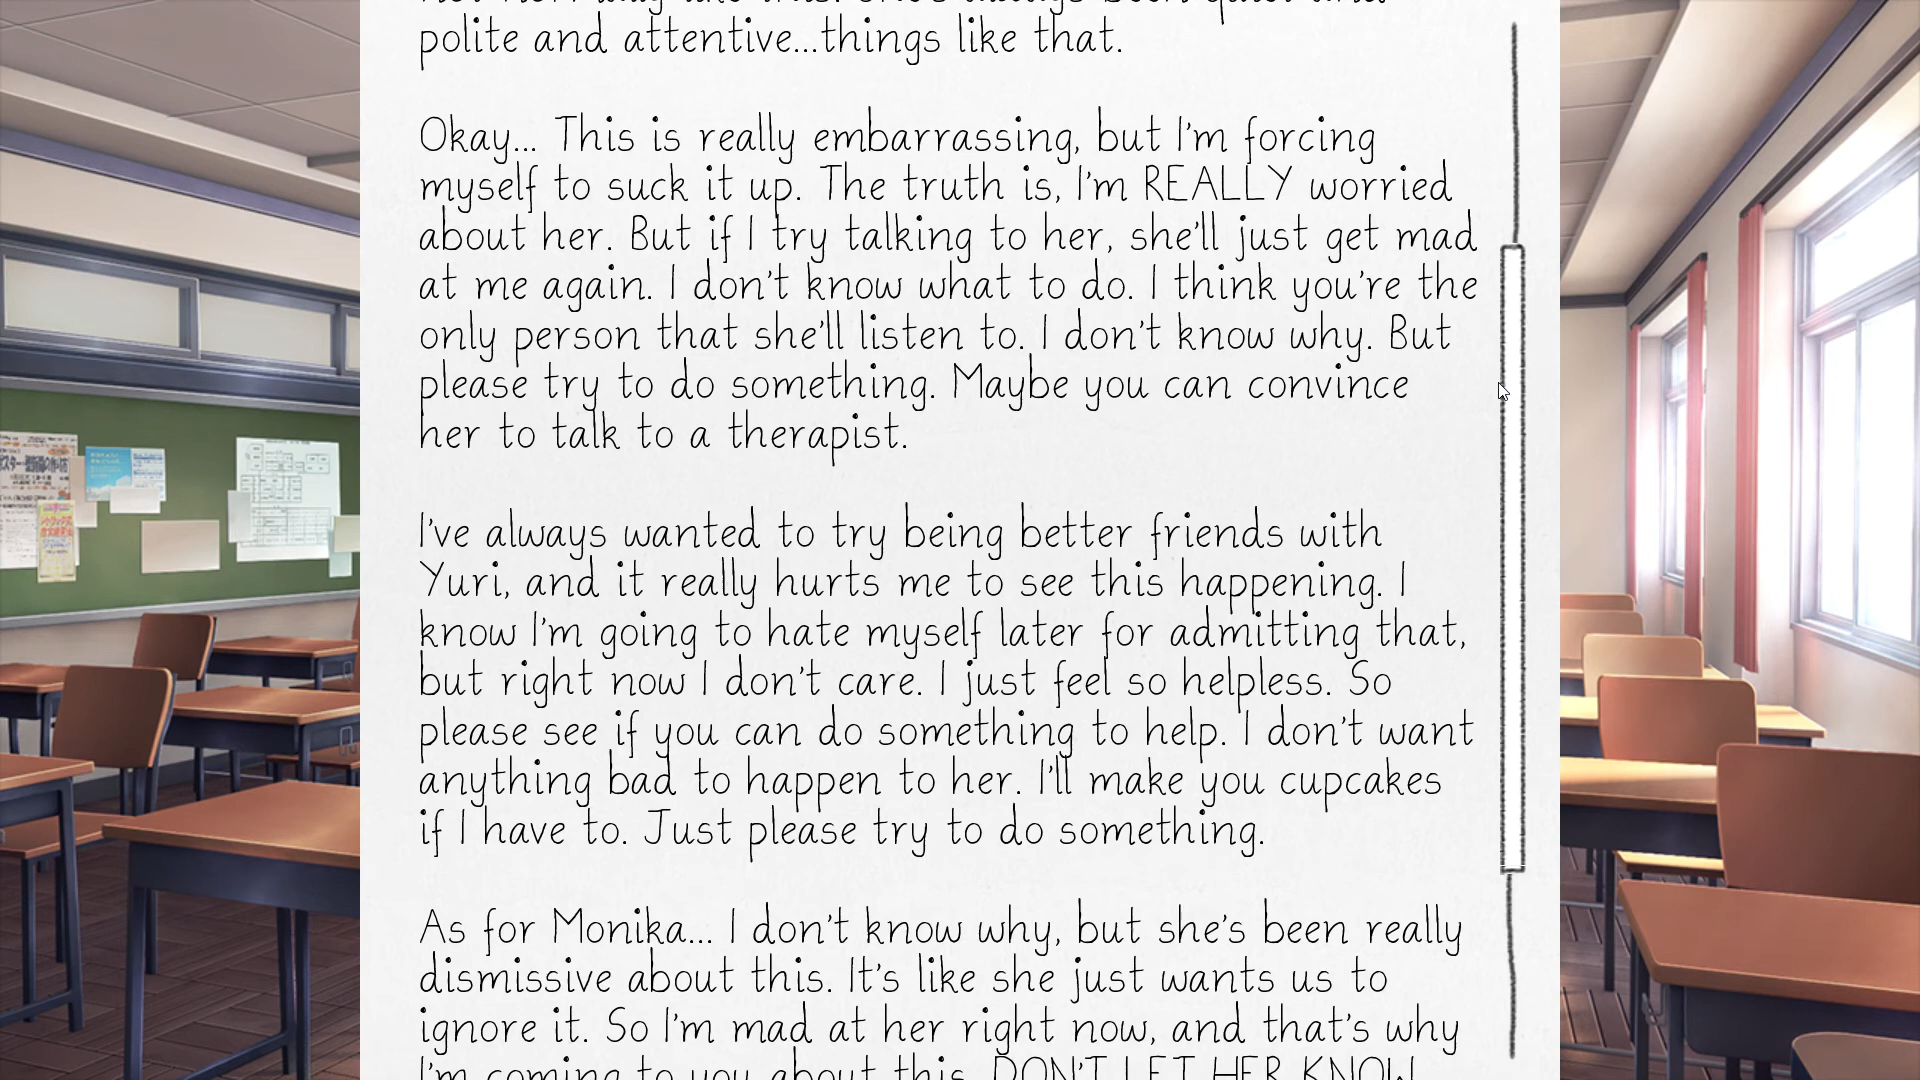 polite and attentive...things like that.
Okay... This is really embarrassing, but I'm forcing
myself to suck it up. The truth is, I'm REALLY worried
about her. But if I try talking to her, she'll just get mad
at me again. I don't know what to do. I think you're the
only person that she'll listen to. I don't know why. But
please try to do something. Maybe you can convince
her to talk to a therapist.
I've always wanted to try being better friends with
Yuri, and it really hurts me to see this happening. I
know I'm going to hate myself later for admitting that,
but right now I don't care. I just feel so helpless. So
please see if you can do something to help. I don't want
anything bad to happen to her. I'll make you cupcakes
if I have to. Just please try to do something.
As for Monika... I don't know why, but she's been really
dismissive about this. It's like she just wants us to
ignore it. So I'm mad at her right now, and that's why
I'm coming to you about this. DON'T LET HER KNOW